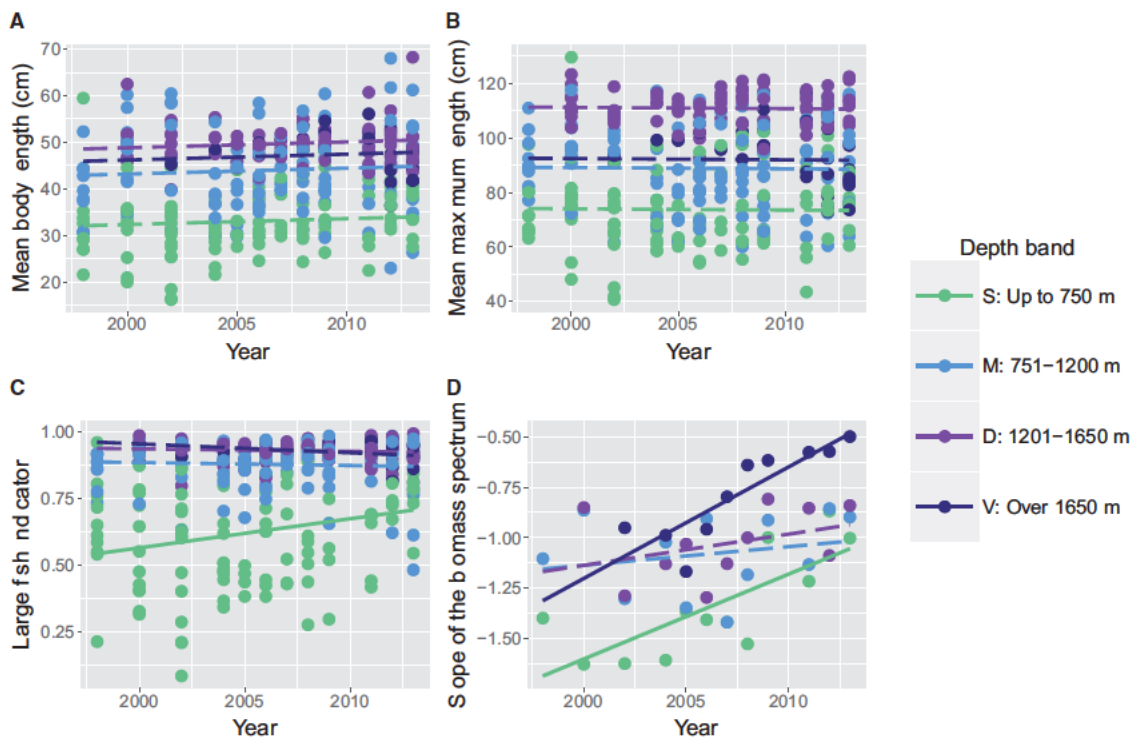 A
B
70
60
50
40
30
20
Mean body ength (cm)
2000
2005
2010
Year
120
100
80
60
40
Mean max mum ength (cm)
2000
2005
2010
Year
Depth band
S: Up to 750 m
M: 751−1200 m
D: 1201−1650 m
V: Over 1650 m
C
D
1.00
0.75
0.50
0.25
Large f sh nd cator
2000
2005
2010
Year
−0.50
−0.75
−1.00
−1.25
−1.50
S ope of the b omass spectrum
2000
2005
2010
Year